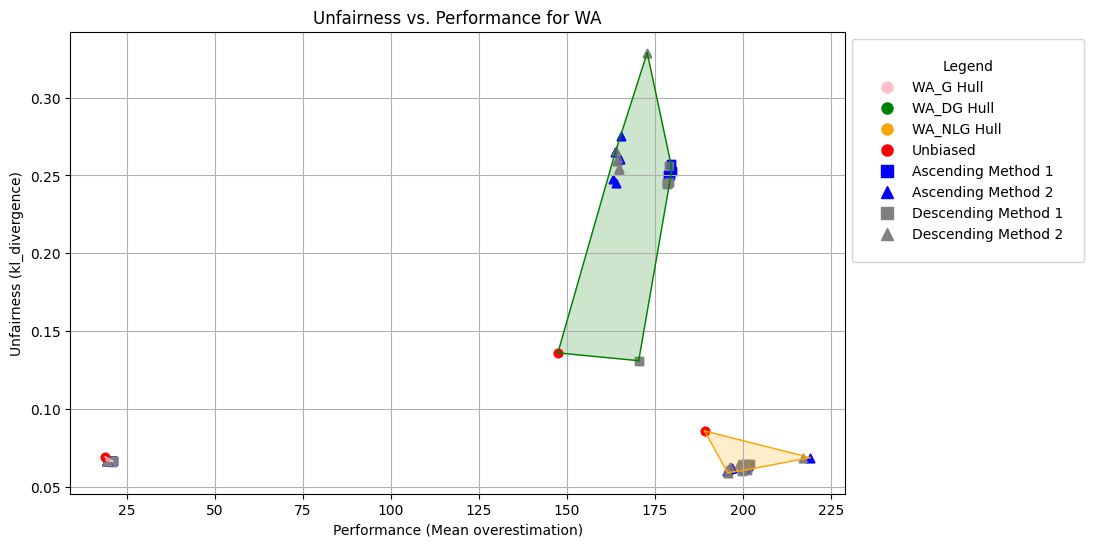 Unfairness vs. Performance for WA
Unfairness (kl_divergence)
0.30
0.25
0.20
0.15
0.10
0.05
25
50
75
100
125
150
175
200
225
Performance (Mean overestimation)
Legend
WA_G Hull
WA_DG Hull
WA_NLG Hull
Unbiased
Ascending Method 1
Ascending Method 2
Descending Method 1
Descending Method 2